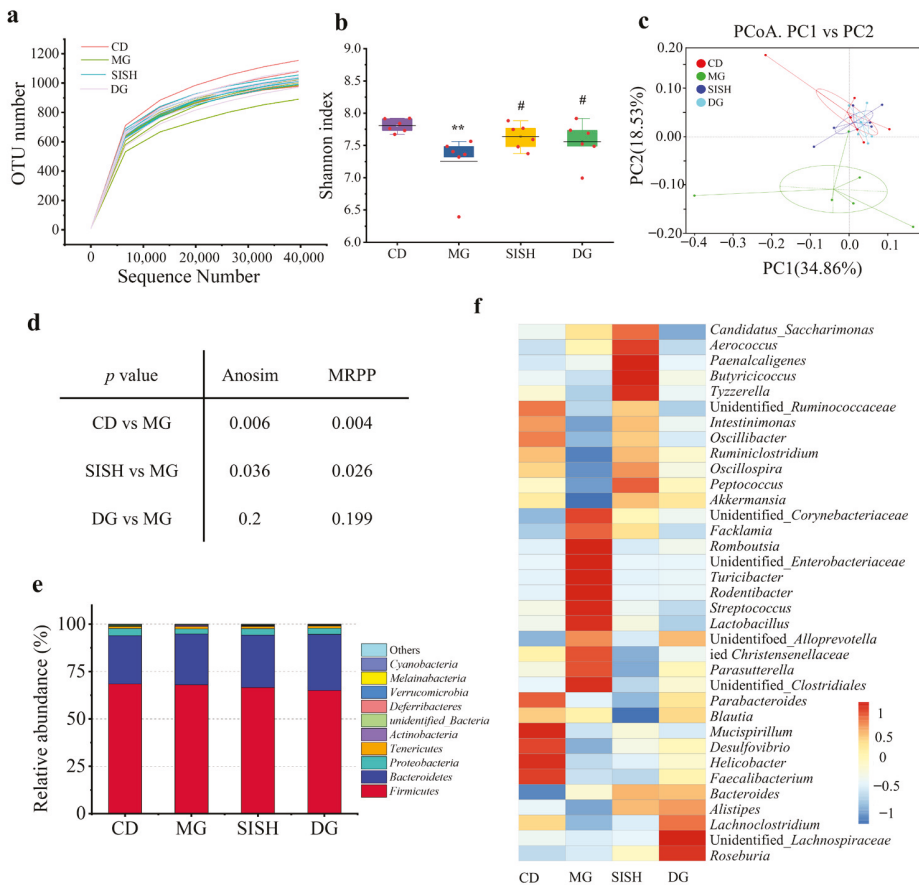 a
CD
MG
SISH
DG
OTU number
1200
1000
800
600
400
200
0
0
10,000
20,000
30,000
40,000
Sequence Number
b
Shannon index
8.0
7.5
7.0
6.5
6.0
9.0
8.5
**
#
#
CD
MG
SISH
DG
c
PCoA. PC1 vs PC2
CD
MG
SISH
DG
PC2(18.53%)
0.20
0.10
0.00
−0.10
−0.20
−0.4
−0.3
−0.2
−0.1
0.0
0.1
PC1(34.86%)
d
p value Anosim MRPP
CD vs MG 0.006 0.004
SISH vs MG 0.036 0.026
DG vs MG 0.2 0.199
e
Relative abundance (%)
100
75
50
25
0
CD
MG
SISH
DG
Others
Cyanobacteria
Melainabacteria
Verrucomicrobia
Deferribacteres
unidentified_Bacteria
Actinobacteria
Tenericutes
Proteobacteria
Bacteroidetes
Firmicutes
f
Candidatus_Saccharimonas
Aerococcus
Paenalcaligenes
Butyricicoccus
Tyzzerella
Unidentified_Ruminococcaceae
Intestinimonas
Oscillibacter
Ruminiclostridium
Oscillospira
Peptococcus
Akkermansia
Unidentified_Corynebacteriaceae
Facklamia
Romboutsia
Unidentified_Enterobacteriaceae
Turicibacter
Rodentibacter
Streptococcus
Lactobacillus
Unidentifoed_Alloprevotella
ied Christensenellaceae
Parasutterella
Unidentified_Clostridiales
Parabacteroides
Blautia
Mucispirillum
Desulfovibrio
Helicobacter
Faecalibacterium
Bacteroides
Alistipes
Lachnoclostridium
Unidentified_Lachnospiraceae
Roseburia
CD
MG
SISH
DG
1
0.5
0
−0.5
−1